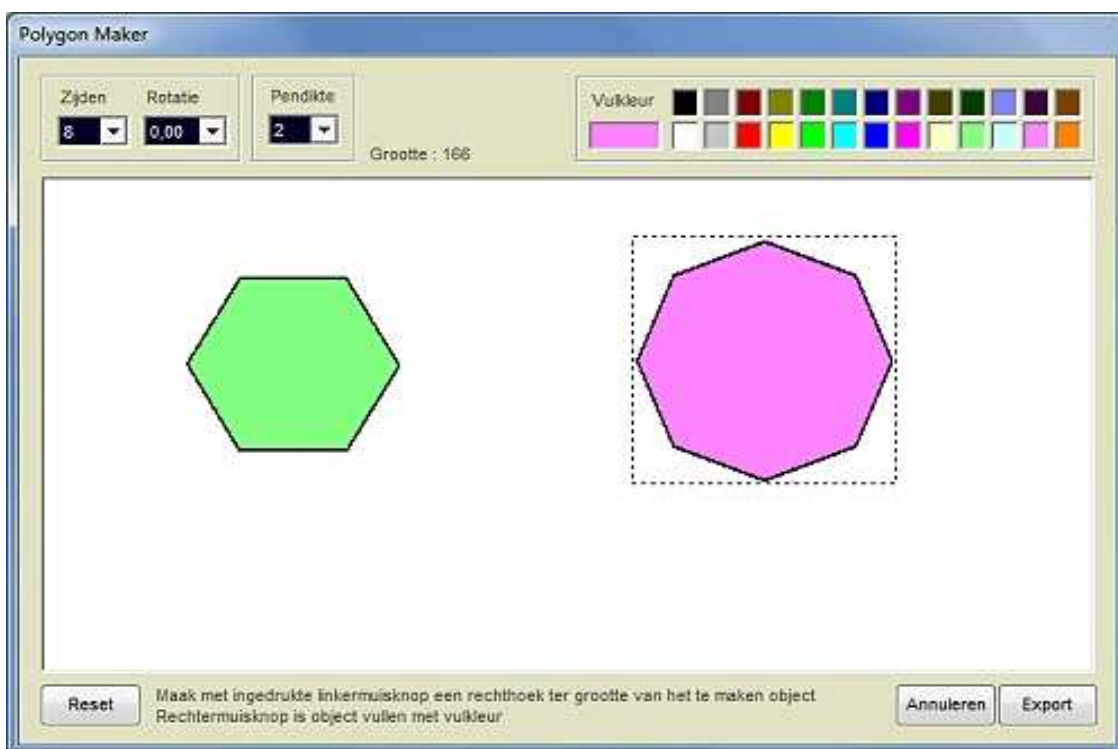 Polygon Maker
Zijden Rotatie Pendikte Vulkleur
8 0,00 2
Grootte : 166
Reset
Maak met ingedrukte linkermuisknop een rechthoek ter grootte van het te maken object
Rechtermuisknop is object vullen met vulkleur
Annuleren Export